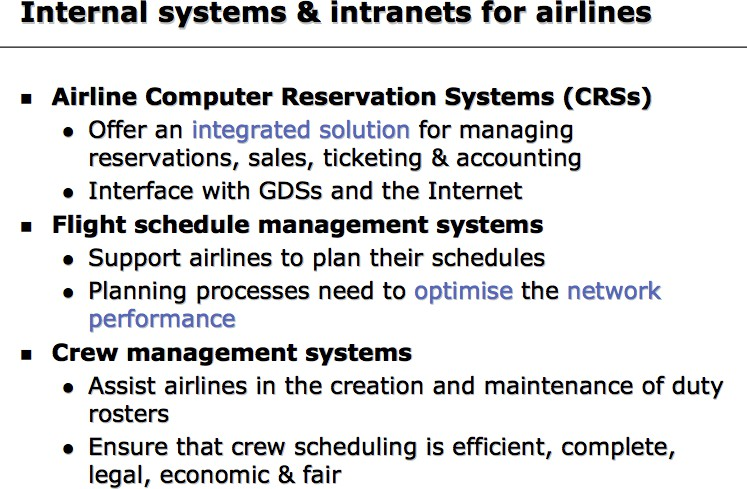 Internal systems & intranets for airlines
■ Airline Computer Reservation Systems (CRSs)
● Offer an integrated solution for managing
reservations, sales, ticketing & accounting
● Interface with GDSs and the Internet
■ Flight schedule management systems
● Support airlines to plan their schedules
● Planning processes need to optimise the network
performance
■ Crew management systems
● Assist airlines in the creation and maintenance of duty
rosters
● Ensure that crew scheduling is efficient, complete,
legal, economic & fair